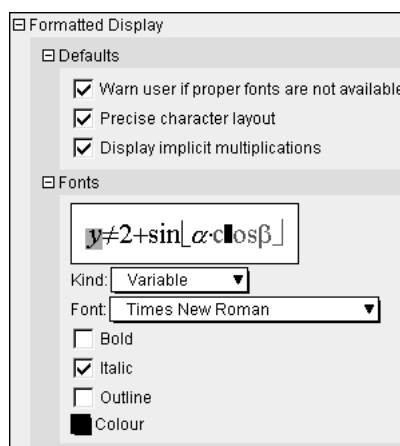 Formatted Display
Defaults
Warn user if proper fonts are not available
Precise character layout
Display implicit multiplications
Fonts
y≠2+sin⌊α·cosβ⌋
Kind: Variable
Font: Times New Roman
Bold
Italic
Outline
Colour